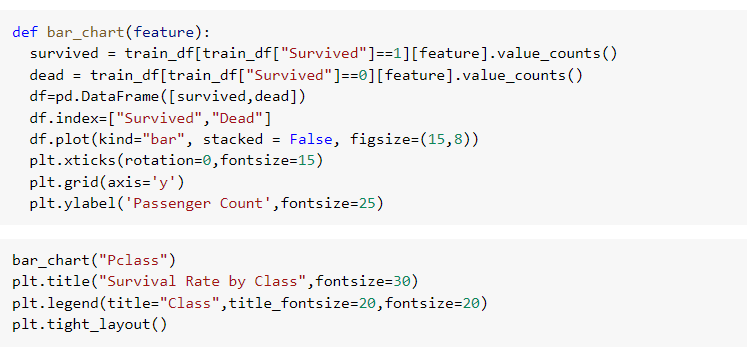 def bar_chart(feature):
  survived = train_df[train_df["Survived"]==1][feature].value_counts()
  dead = train_df[train_df["Survived"]==0][feature].value_counts()
  df=pd.DataFrame([survived,dead])
  df.index=["Survived","Dead"]
  df.plot(kind="bar", stacked = False, figsize=(15,8))
  plt.xticks(rotation=0,fontsize=15)
  plt.grid(axis='y')
  plt.ylabel('Passenger Count',fontsize=25)
bar_chart("Pclass")
plt.title("Survival Rate by Class",fontsize=30)
plt.legend(title="Class",title_fontsize=20,fontsize=20)
plt.tight_layout()